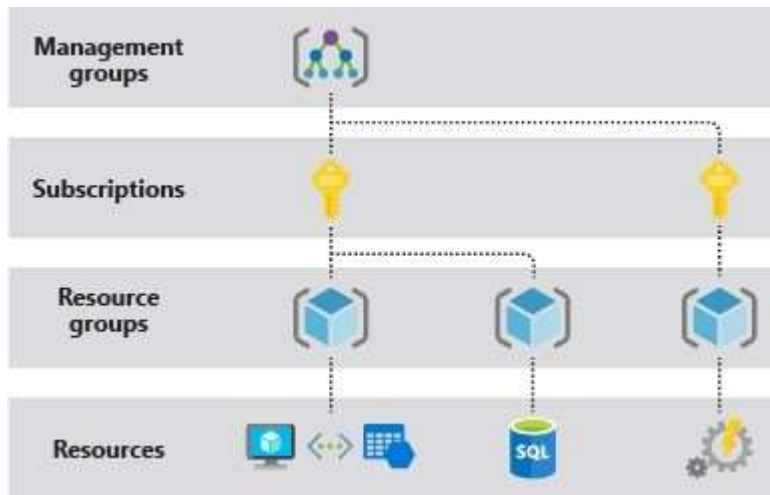 Management
groups
Subscriptions
Resource
groups
Resources
SQL